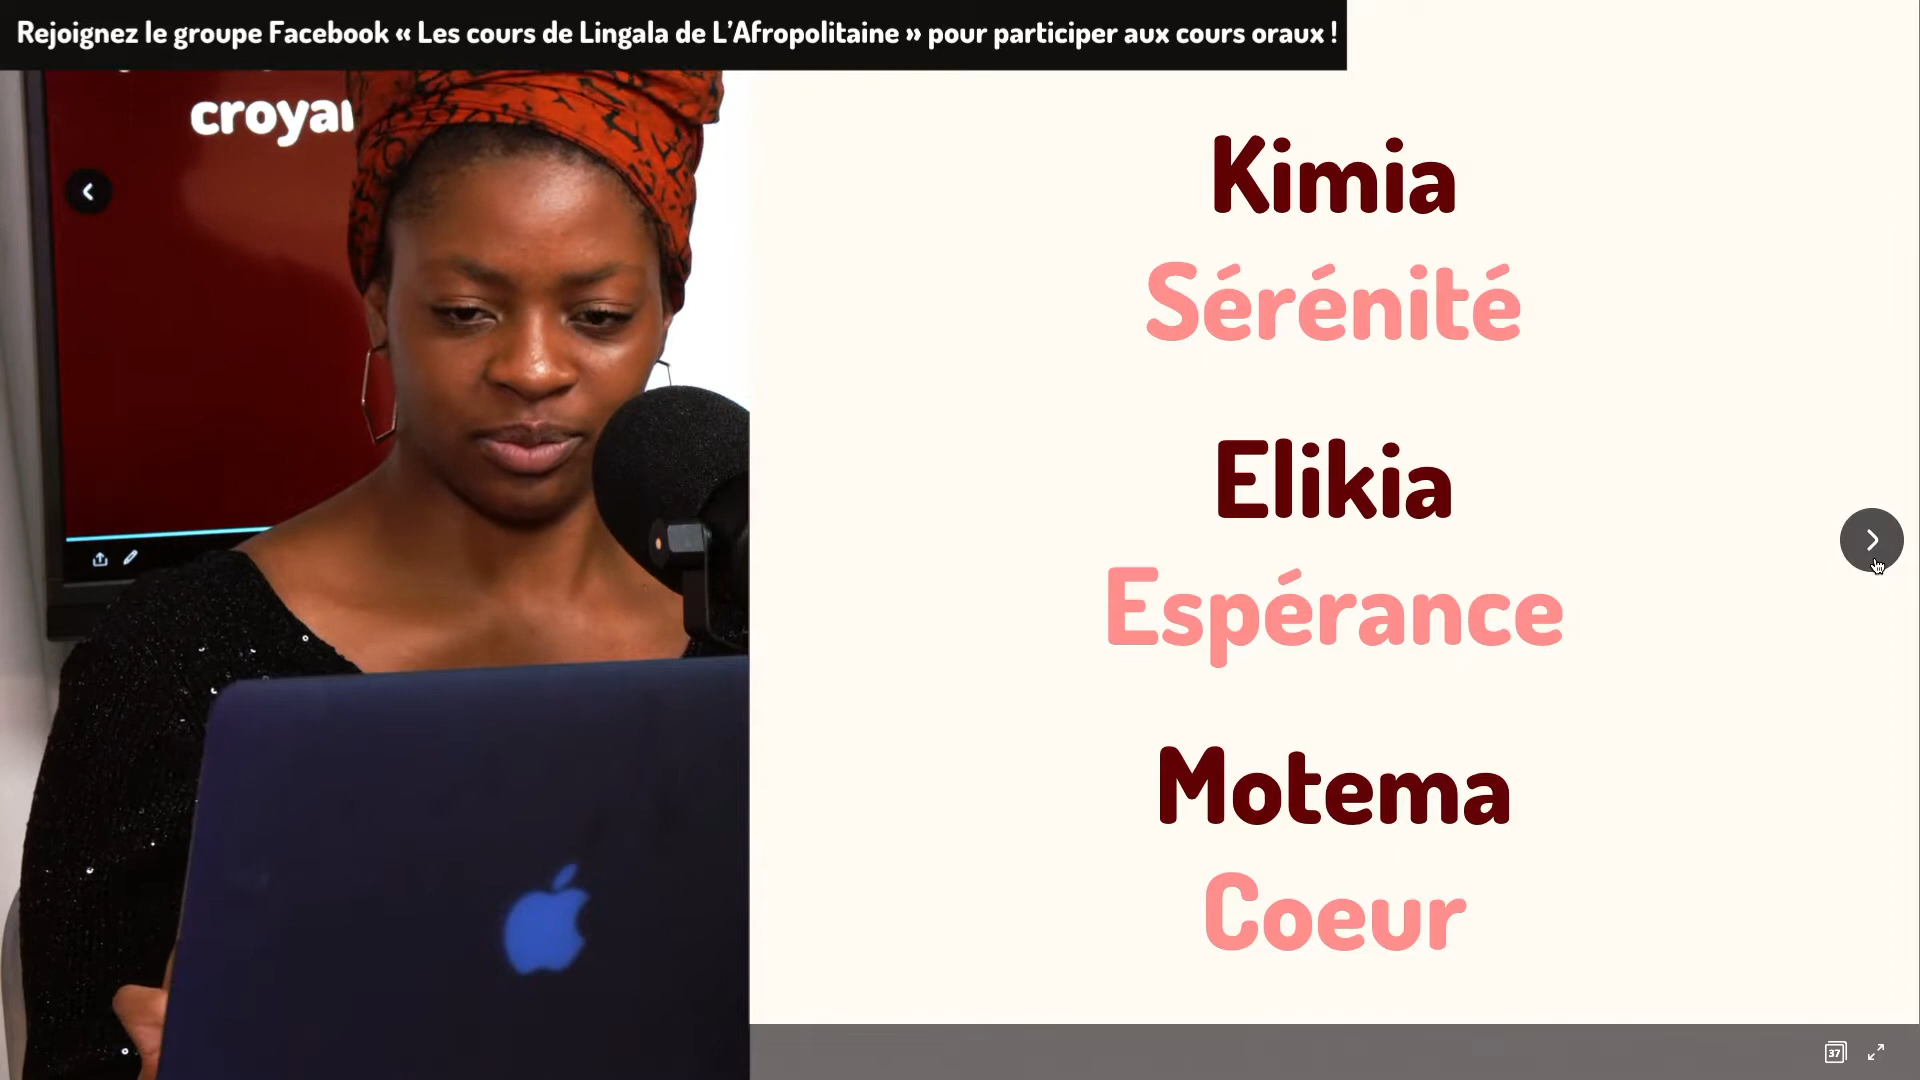 Rejoignez le groupe Facebook « Les cours de Lingala de L’Afropolitaine » pour participer aux cours oraux !
Kimia
Sérénité
Elikia
Espérance
Motema
Coeur
37